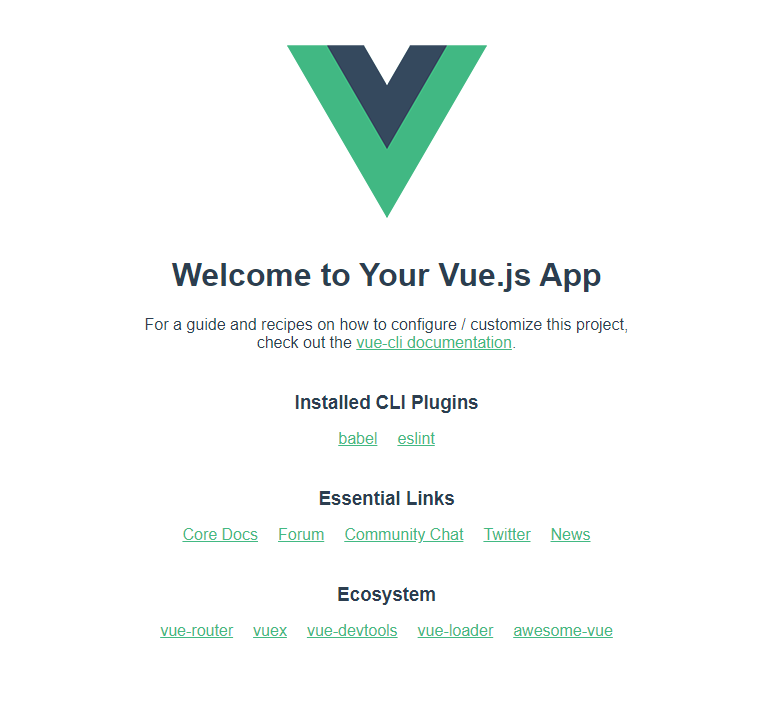 Welcome to Your Vue.js App
For a guide and recipes on how to configure / customize this project,
check out the vue-cli documentation.
Installed CLI Plugins
babel eslint
Essential Links
Core Docs Forum Community Chat Twitter News
Ecosystem
vue-router vuex vue-devtools vue-loader awesome-vue